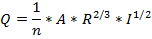 Q = 1/n * A * R^{2/3} * I^{1/2}